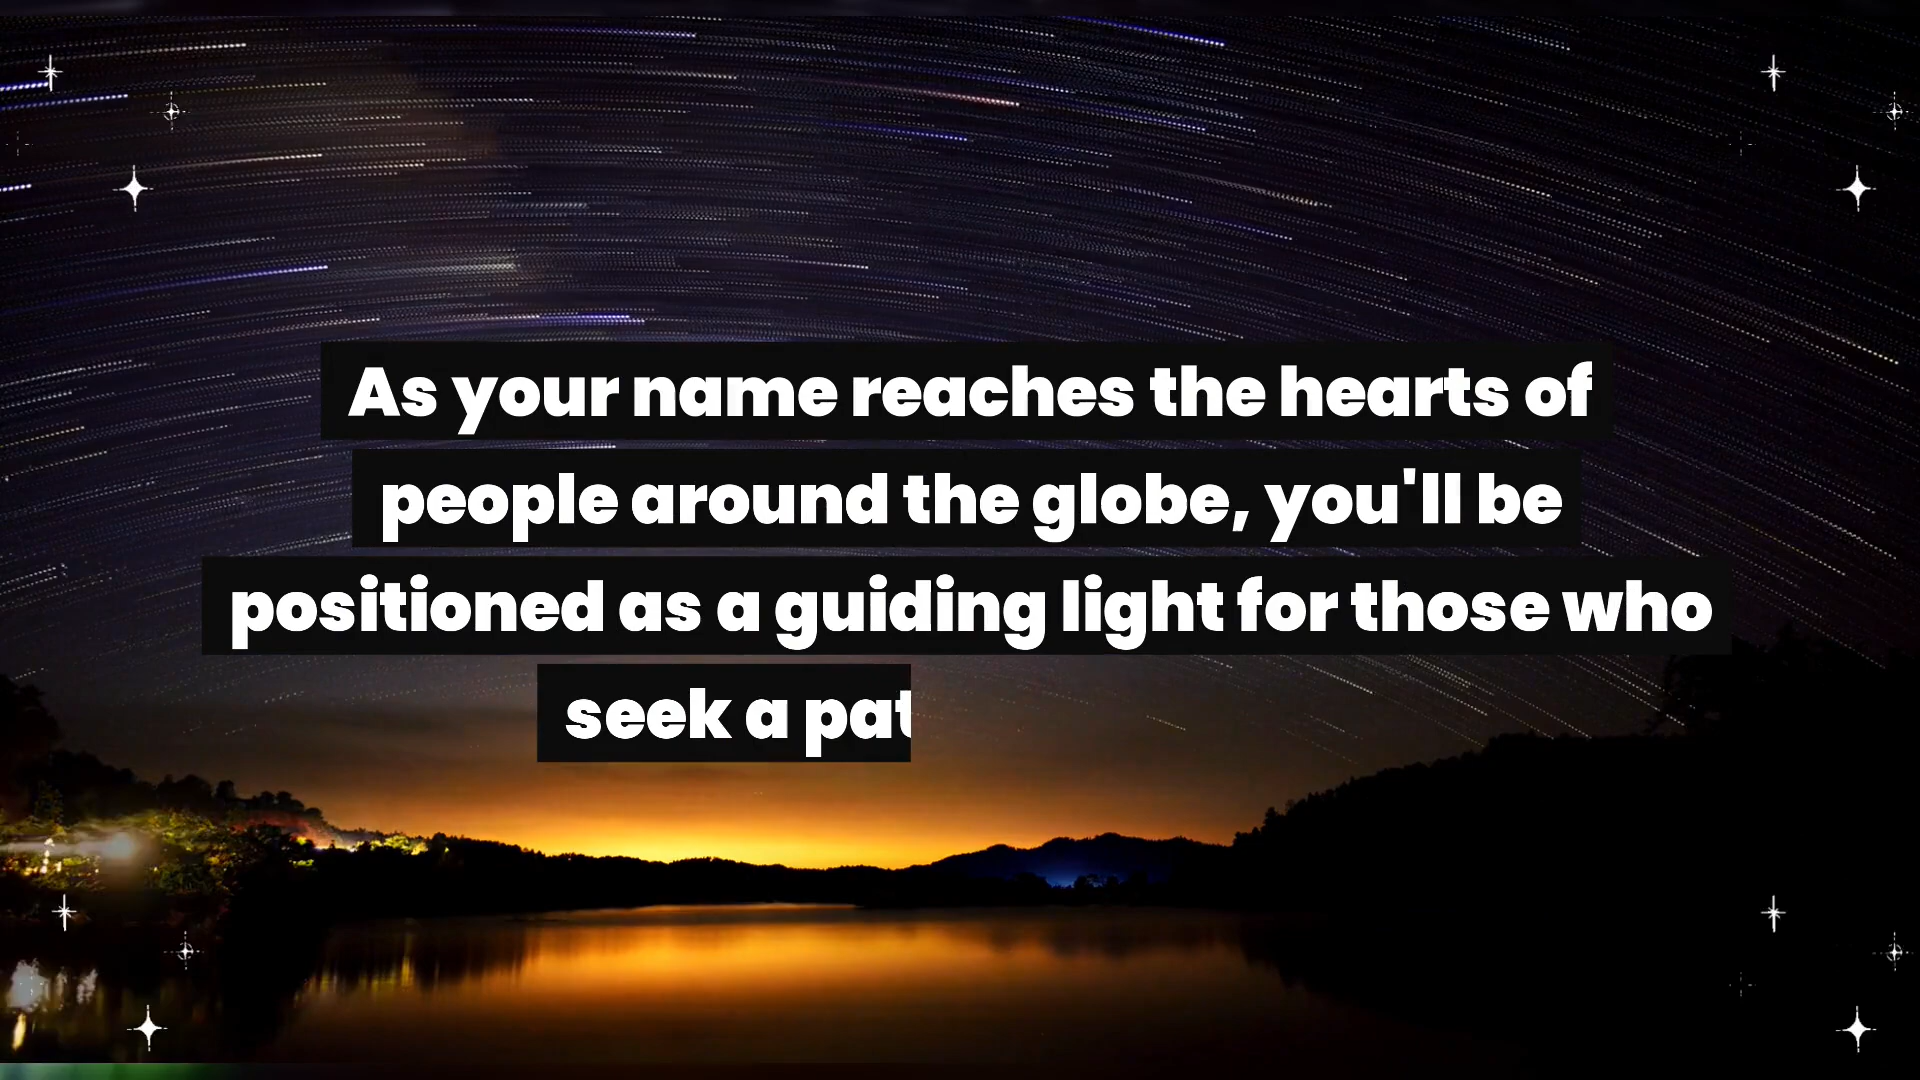 As your name reaches the hearts of
people around the globe, you'll be
positioned as a guiding light for those who
seek a pat